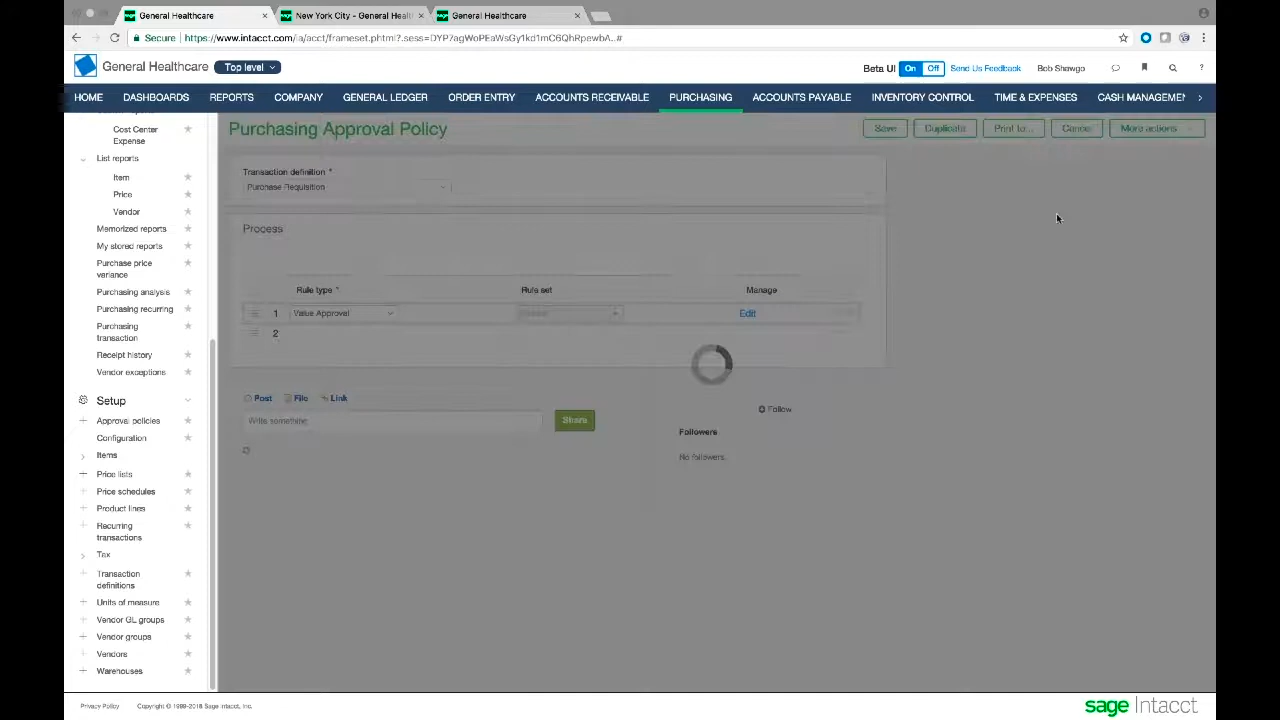 General Healthcare
New York City - General Healt
General Healthcare
Secure https://www.intacct.com/ia/acct/frameset.phtml?.sess=DYP7agWoPEaWsGy1kd1mC6QhRpewbA..#
General Healthcare Top level
Beta UI On Off Send Us Feedback Bob Shawgo
HOME DASHBOARDS REPORTS COMPANY GENERAL LEDGER ORDER ENTRY ACCOUNTS RECEIVABLE PURCHASING ACCOUNTS PAYABLE INVENTORY CONTROL TIME & EXPENSES CASH MANAGEMEN
Cost Center
Expense
List reports
Item
Price
Vendor
Memorized reports
My stored reports
Purchase price
variance
Purchasing analysis
Purchasing recurring
Purchasing
transaction
Receipt history
Vendor exceptions
Setup
Approval policies
Configuration
Items
Price lists
Price schedules
Product lines
Recurring
transactions
Tax
Transaction
definitions
Units of measure
Vendor GL groups
Vendor groups
Vendors
Warehouses
Purchasing Approval Policy
Save Duplicate Print to... Cancel More actions
Transaction definition *
Purchase Requisition
Process
Rule type * Rule set Manage
1 Value Approval Edit
2
Post File Link
Write something
Share
Follow
Followers
No followers.
Privacy Policy Copyright © 1999-2018 Sage Intacct, Inc.
sage Intacct